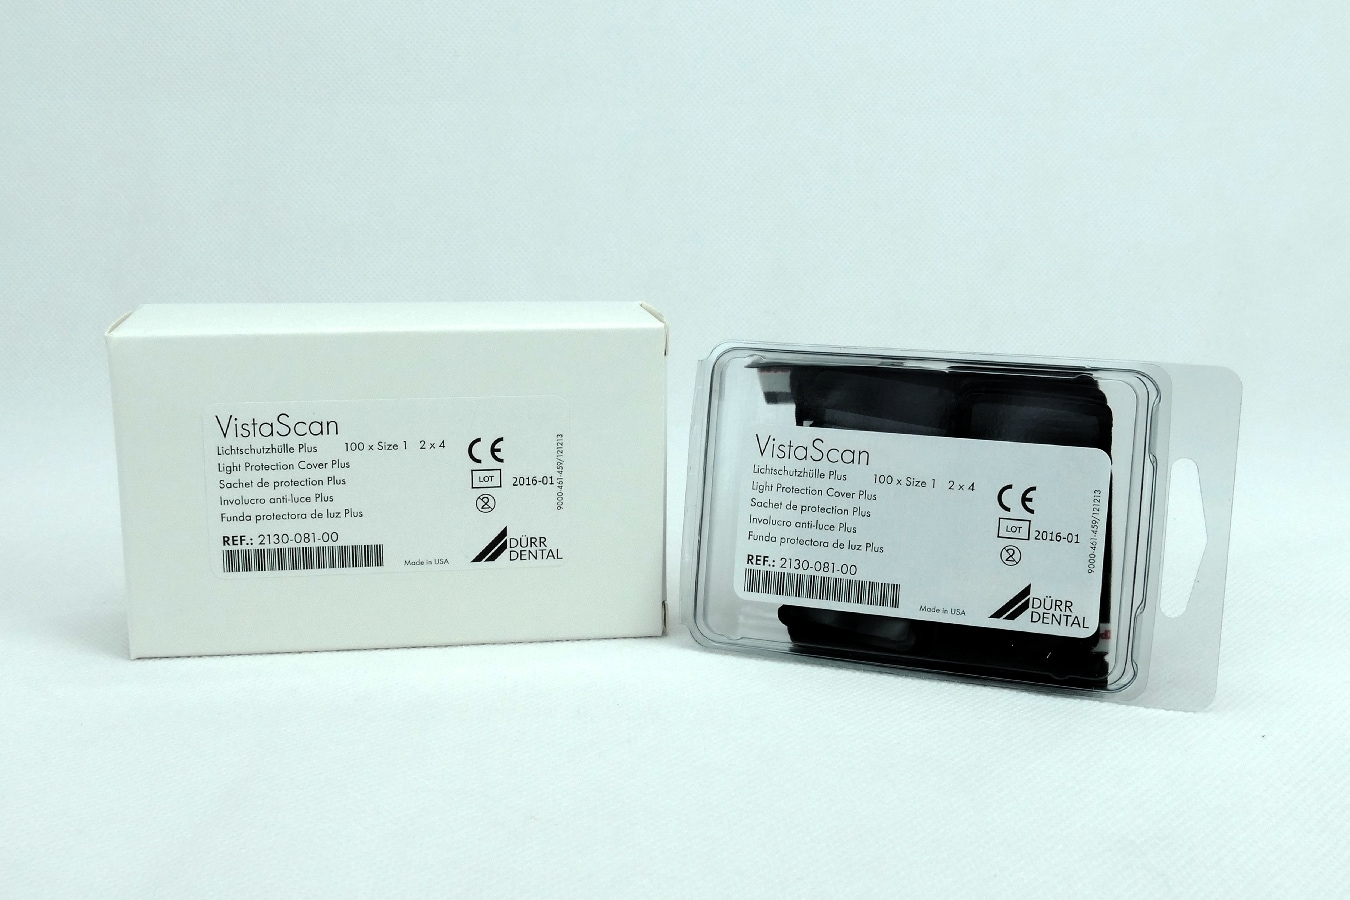 VistaScan
Lichtschutzhülle Plus 100 x Size 1 2 x 4
Light Protection Cover Plus
Sachet de protection Plus
Involucro anti-luce Plus
Funda protectora de luz Plus
REF.: 2130-081-00
Made in USA
CE
LOT 2016-01
2
9000-461-459/121213
DÜRR
DENTAL
VistaScan
Lichtschutzhülle Plus 100 x Size 1 2 x 4
Light Protection Cover Plus
Sachet de protection Plus
Involucro anti-luce Plus
Funda protectora de luz Plus
REF.: 2130-081-00
Made in USA
CE
LOT 2016-01
2
9000-461-459/121213
DÜRR
DENTAL